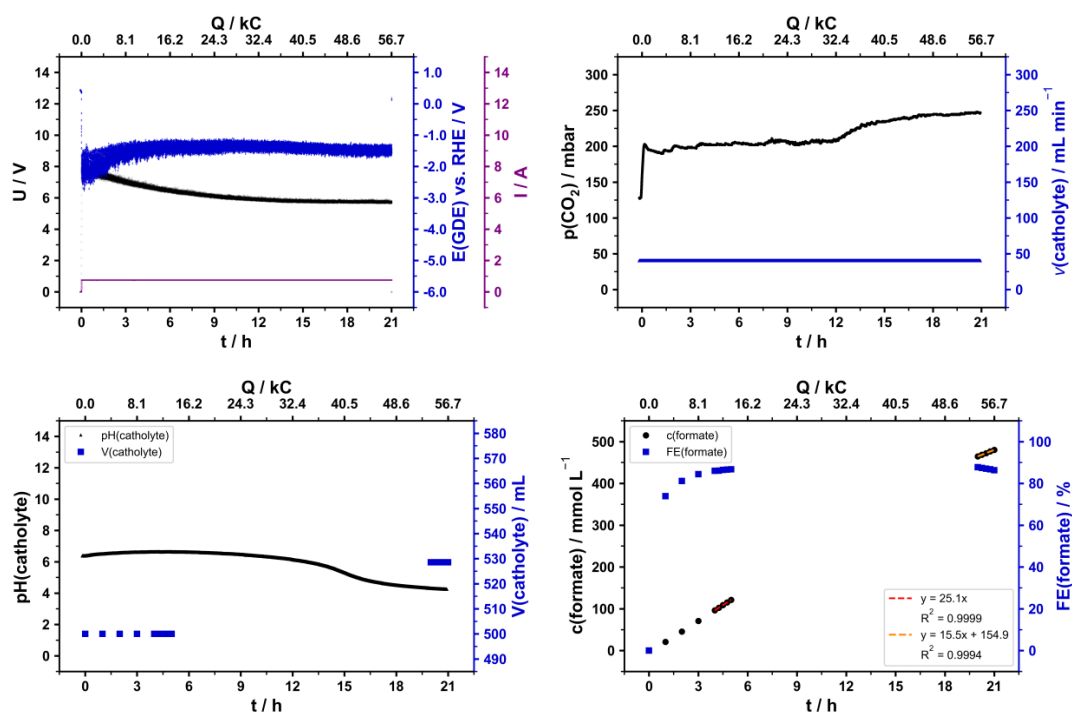 Q / kC
0.0 8.1 16.2 24.3 32.4 40.5 48.6 56.7
U / V
14
12
10
8
6
4
2
0
1.0
0.0
-1.0
-2.0
-3.0
-4.0
-5.0
-6.0
E(GDE) vs. RHE / V
14
12
10
8
6
4
2
0
I / A
0 3 6 9 12 15 18 21
t / h
Q / kC
0.0 8.1 16.2 24.3 32.4 40.5 48.6 56.7
p(CO₂) / mbar
300
250
200
150
100
50
0
300
250
200
150
100
50
0
v(catholyte) / mL min⁻¹
0 3 6 9 12 15 18 21
t / h
Q / kC
0.0 8.1 16.2 24.3 32.4 40.5 48.6 56.7
pH(catholyte)
14
12
10
8
6
4
2
0
pH(catholyte)
V(catholyte)
580
570
560
550
540
530
520
510
500
490
V(catholyte) / mL
0 3 6 9 12 15 18 21
t / h
Q / kC
0.0 8.1 16.2 24.3 32.4 40.5 48.6 56.7
c(formate) / mmol L⁻¹
500
400
300
200
100
0
c(formate)
FE(formate)
y = 25.1x
R² = 0.9999
y = 15.5x + 154.9
R² = 0.9994
100
80
60
40
20
0
FE(formate) / %
0 3 6 9 12 15 18 21
t / h